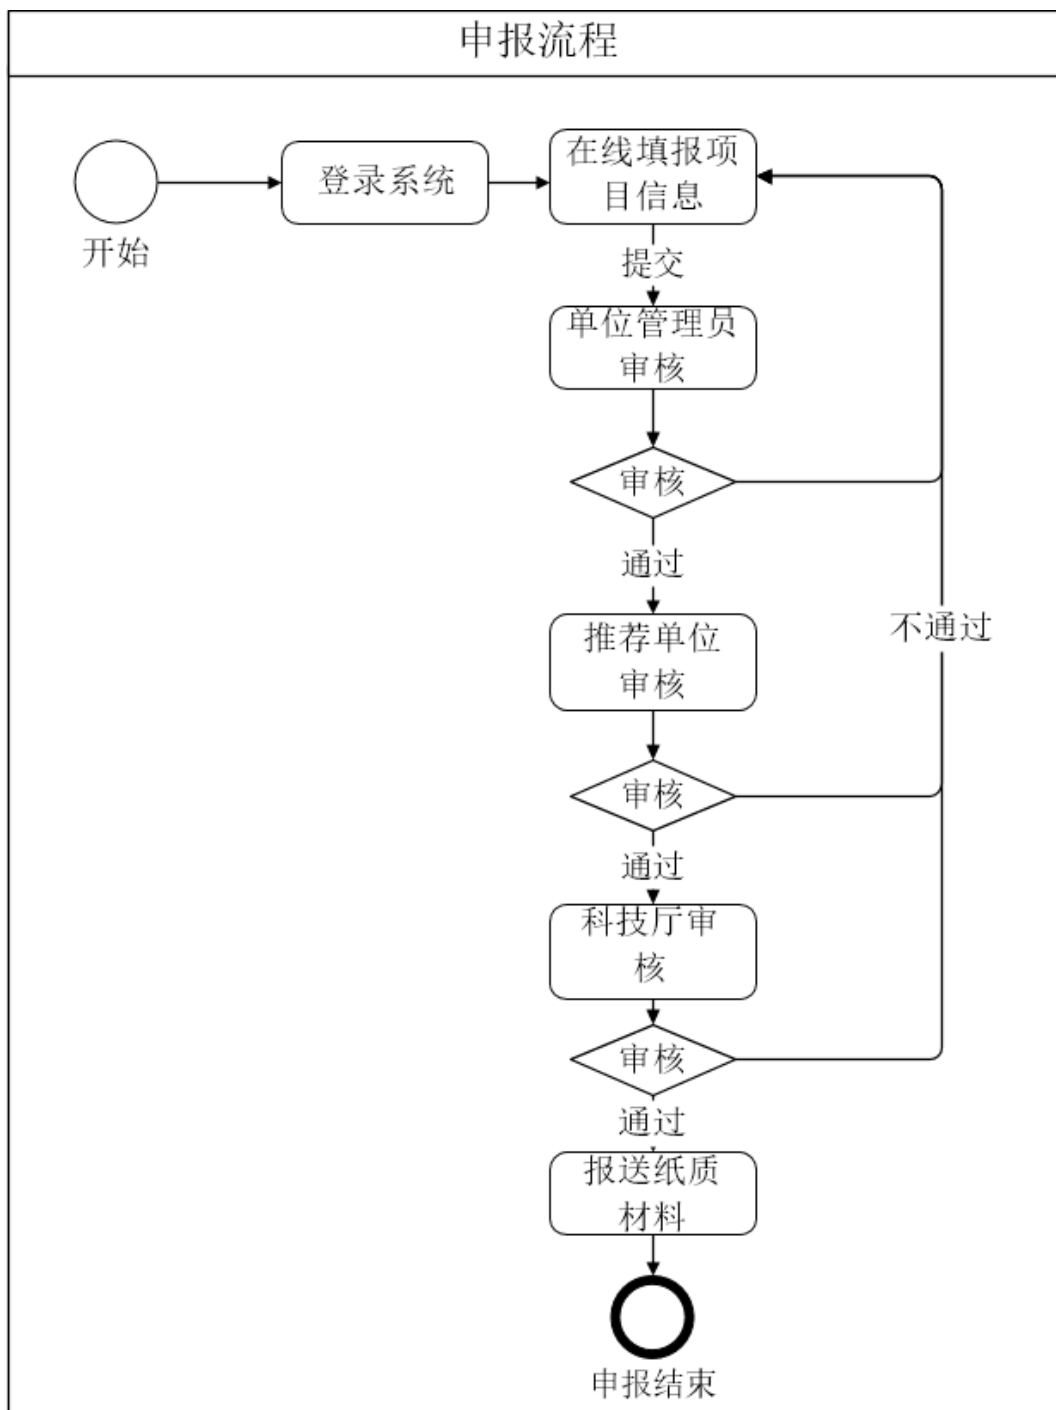 申报流程
登录系统
在线填报项
目信息
开始
提交
单位管理员
审核
审核
通过
推荐单位
审核
不通过
审核
通过
科技厅审
核
审核
通过
报送纸质
材料
申报结束